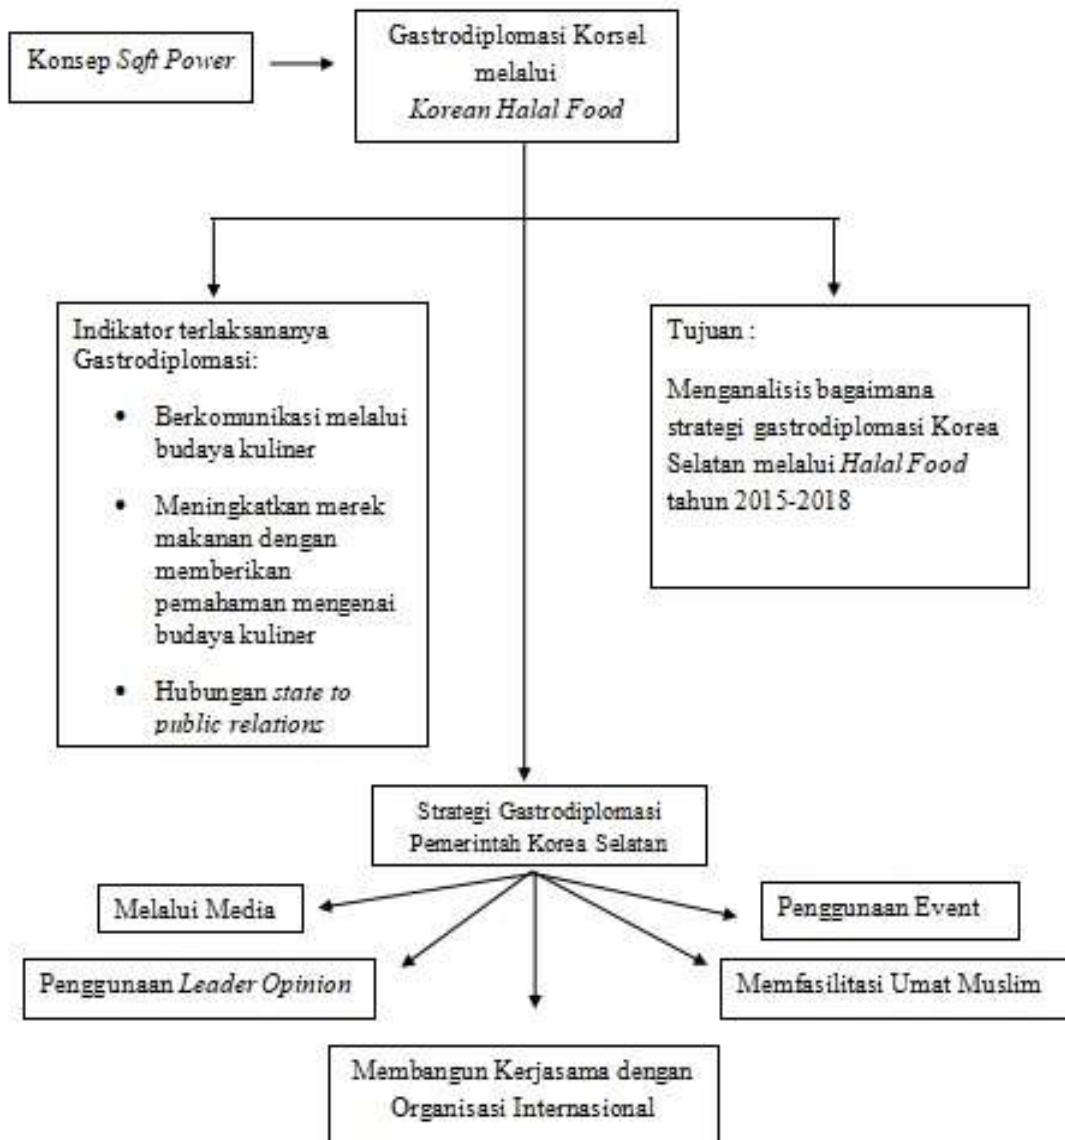 Konsep Soft Power
Gastrodiplomasi Korsel
melalui
Korean Halal Food
Indikator terlaksananya
Gastrodiplomasi:
• Berkomunikasi melalui
budaya kuliner
• Meningkatkan merek
makanan dengan
memberikan
pemahaman mengenai
budaya kuliner
• Hubungan state to
public relations
Tujuan :
Menganalisis bagaimana
strategi gastrodiplomasi Korea
Selatan melalui Halal Food
tahun 2015-2018
Strategi Gastrodiplomasi
Pemerintah Korea Selatan
Melalui Media
Penggunaan Event
Penggunaan Leader Opinion
Memfasilitasi Umat Muslim
Membangun Kerjasama dengan
Organisasi Internasional